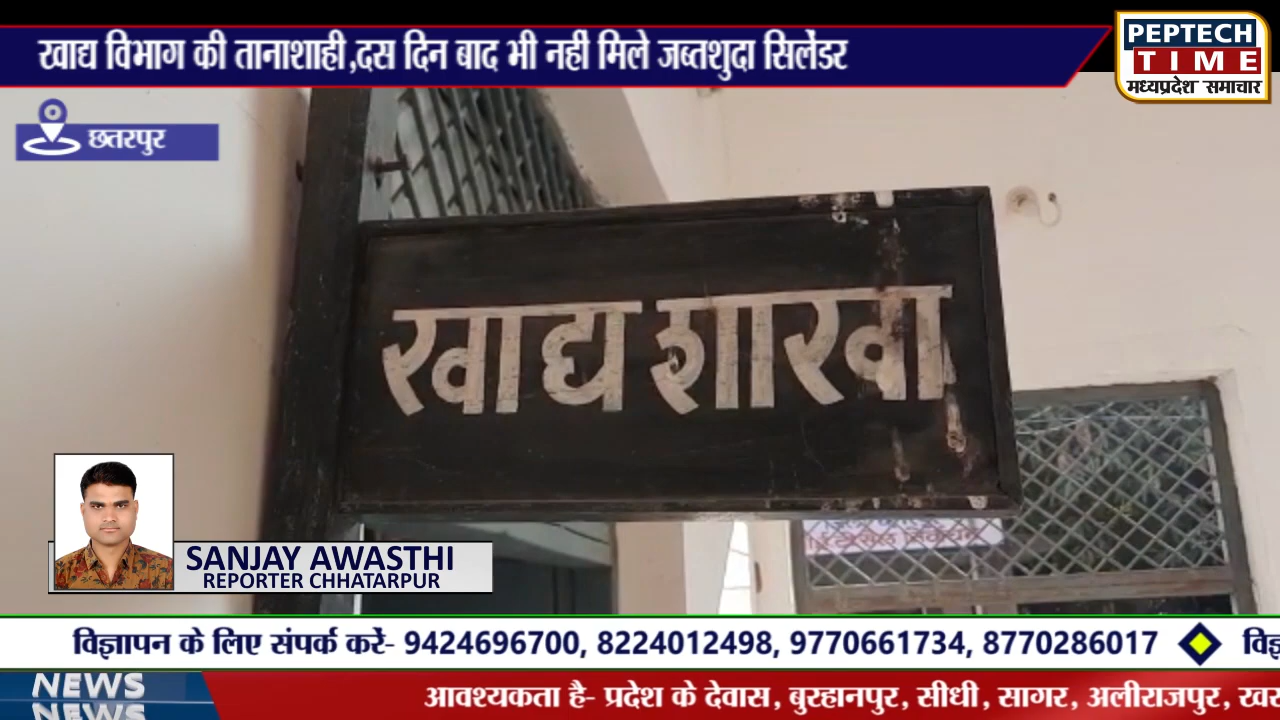 खाद्य विभाग की तानाशाही,दस दिन बाद भी नहीं मिले जब्तशुदा सिलेंडर
PEPTECH
TIME
मध्यप्रदेश समाचार
छतरपुर
खाद्य शाखा
SANJAY AWASTHI
REPORTER CHHATARPUR
विज्ञापन के लिए संपर्क करें- 9424696700, 8224012498, 9770661734, 8770286017
NEWS
NEWS
आवश्यकता है- प्रदेश के देवास, बुरहानपुर, सीधी, सागर, अलीराजपुर,